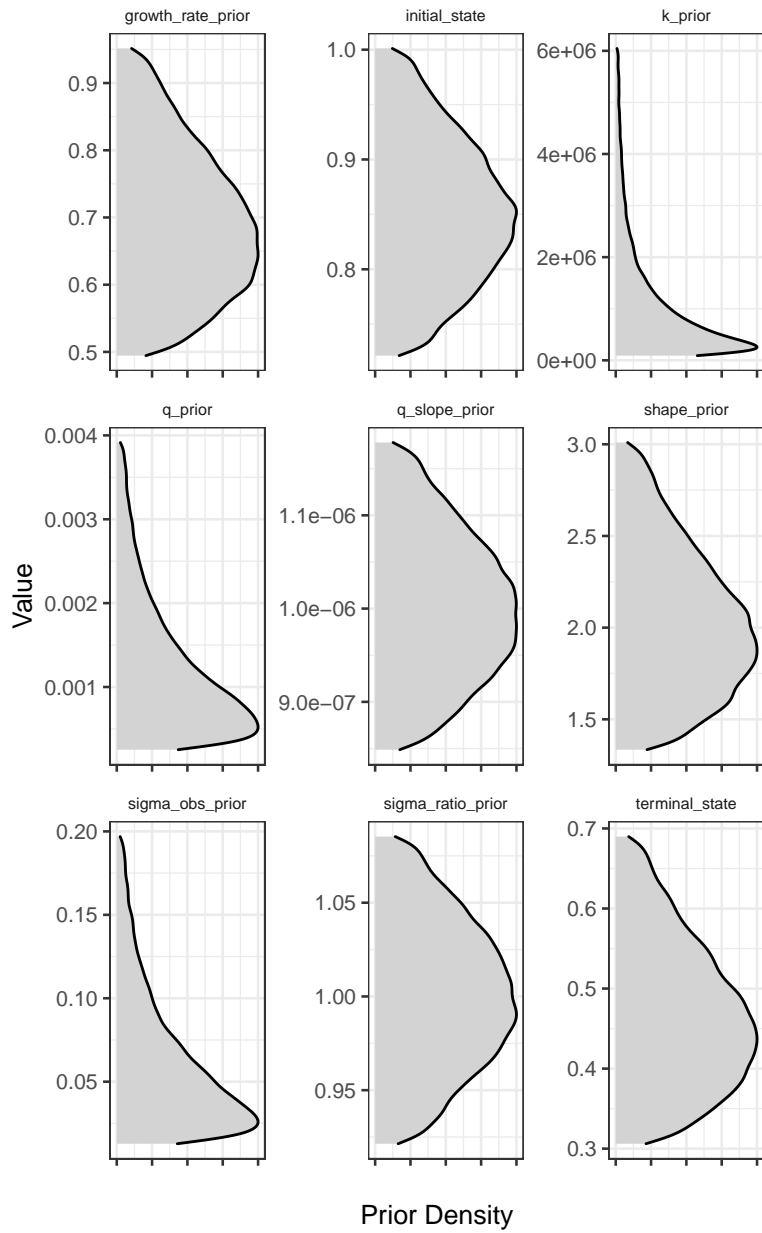 growth_rate_prior
0.9
0.8
0.7
0.6
0.5
initial_state
1.0
0.9
0.8
k_prior
6e+06
4e+06
2e+06
0e+00
q_prior
0.004
0.003
0.002
0.001
q_slope_prior
1.1e−06
1.0e−06
9.0e−07
shape_prior
3.0
2.5
2.0
1.5
sigma_obs_prior
0.20
0.15
0.10
0.05
sigma_ratio_prior
1.05
1.00
0.95
terminal_state
0.7
0.6
0.5
0.4
0.3
Value
Prior Density